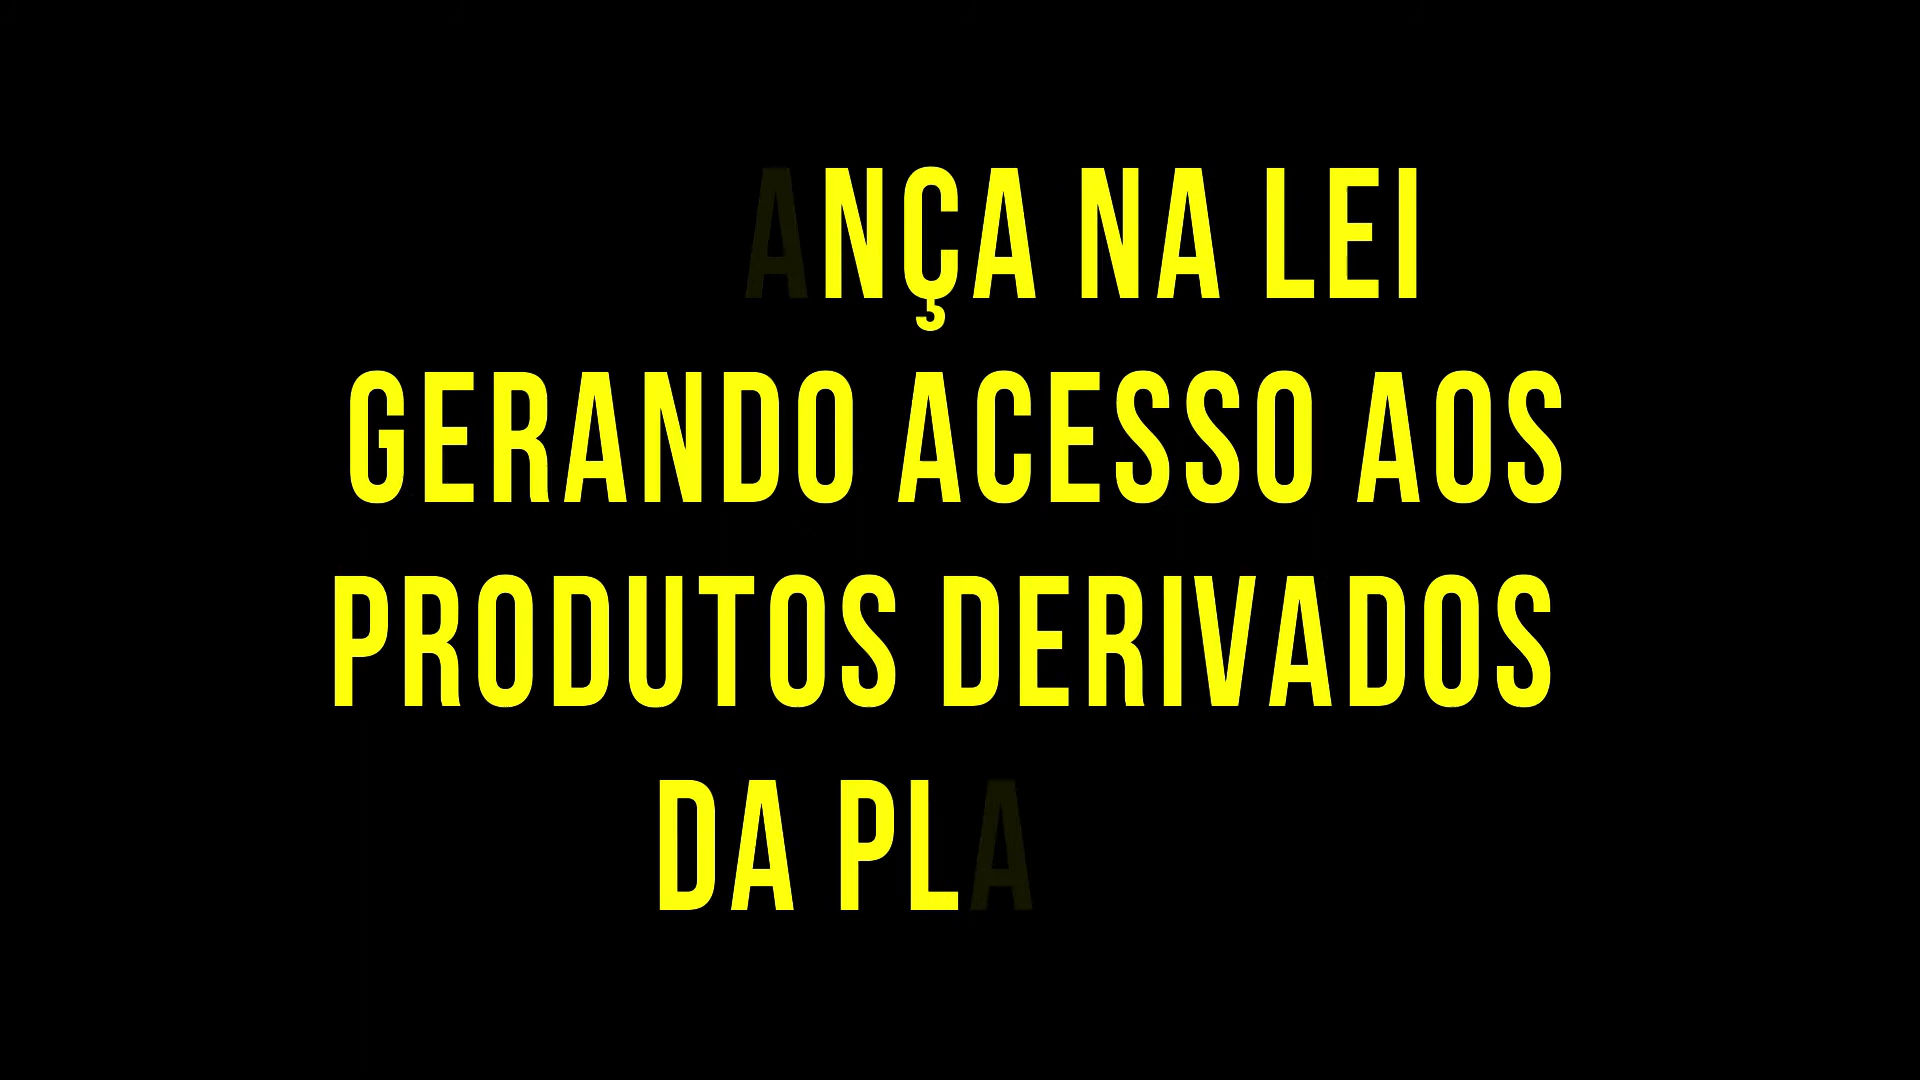 ANÇA NA LEI
GERANDO ACESSO AOS
PRODUTOS DERIVADOS
DA PLA